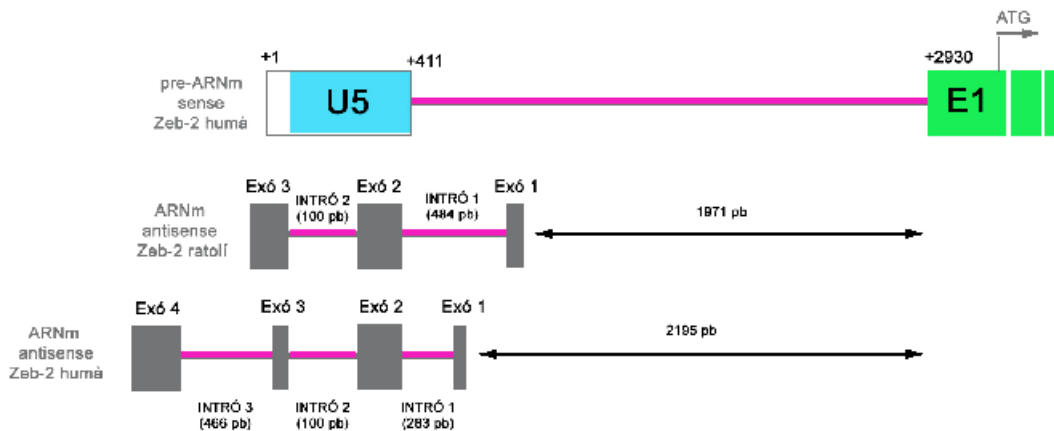 ATG
+1
+411
+2930
pre-ARNm
sense
Zeb-2 humà
U5
E1
Exó 3
INTRÓ 2
(100 pb)
Exó 2
INTRÓ 1
(484 pb)
Exó 1
1971 pb
ARNm
antisense
Zeb-2 ratolí
Exó 4
Exó 3
Exó 2
Exó 1
2195 pb
ARNm
antisense
Zeb-2 humà
INTRÓ 3
(466 pb)
INTRÓ 2
(100 pb)
INTRÓ 1
(283 pb)